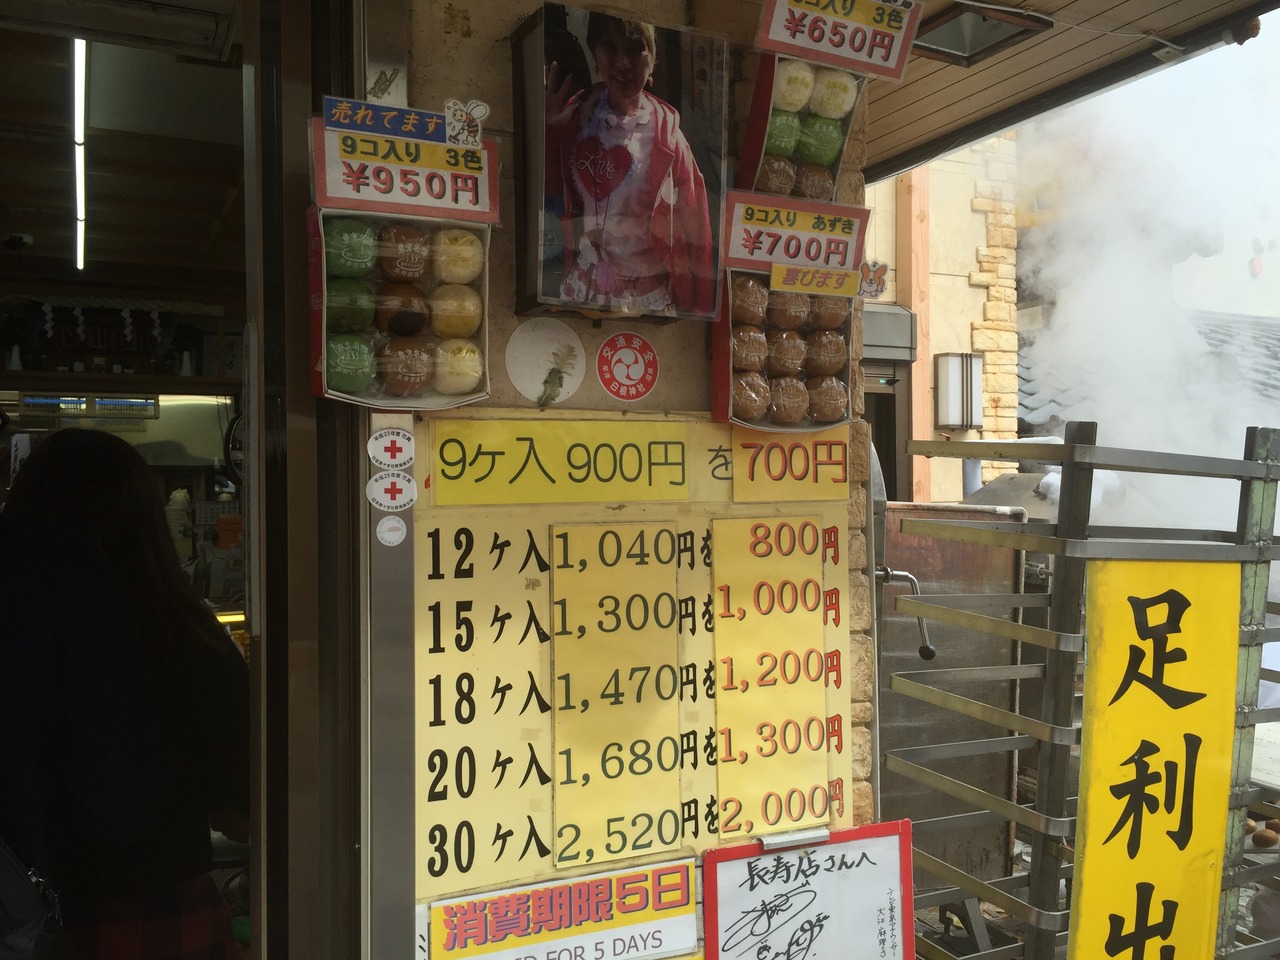 売れてます
9コ入り 3色
¥950円
コ入り 3色
¥650円
9コ入り あずき
¥700円
喜びます
Love
交通安全
白根神社
9ケ入 900円 を 700円
12ケ入 1,040円を 800円
15ケ入 1,300円を 1,000円
18ケ入 1,470円を 1,200円
20ケ入 1,680円を 1,300円
30ケ入 2,520円を 2,000円
消費期限5日
FOR 5 DAYS
長寿店さんへ
足利出